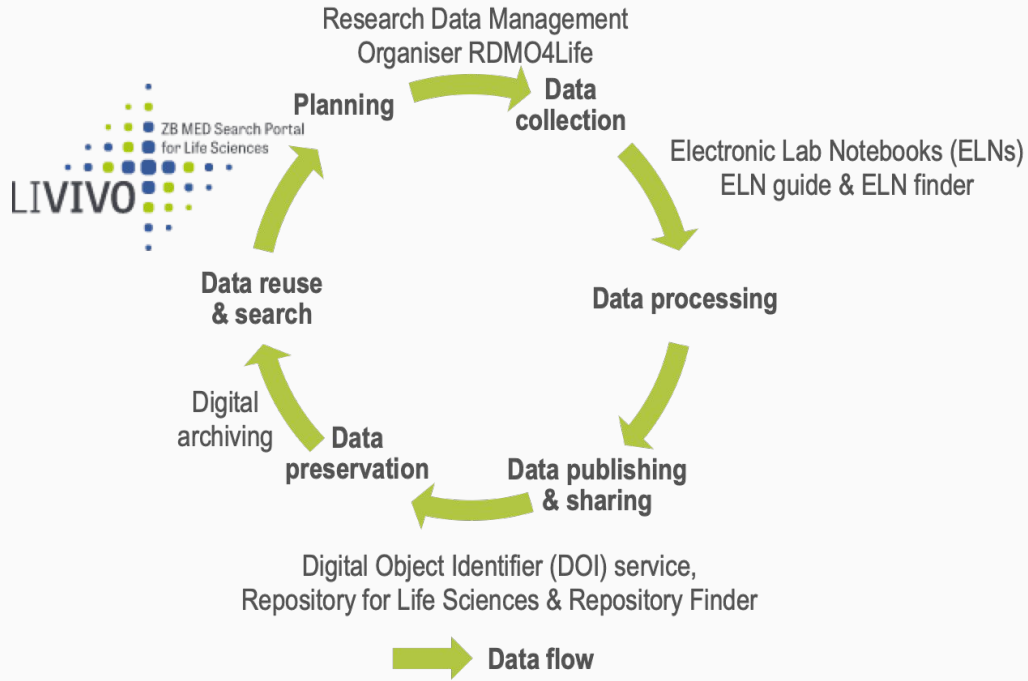 Research Data Management
Organiser RDMO4Life
Planning
Data
collection
ZB MED Search Portal
for Life Sciences
LIVIVO
Electronic Lab Notebooks (ELNs)
ELN guide & ELN finder
Data reuse
& search
Data processing
Digital
archiving
Data
preservation
Data publishing
& sharing
Digital Object Identifier (DOI) service,
Repository for Life Sciences & Repository Finder
Data flow